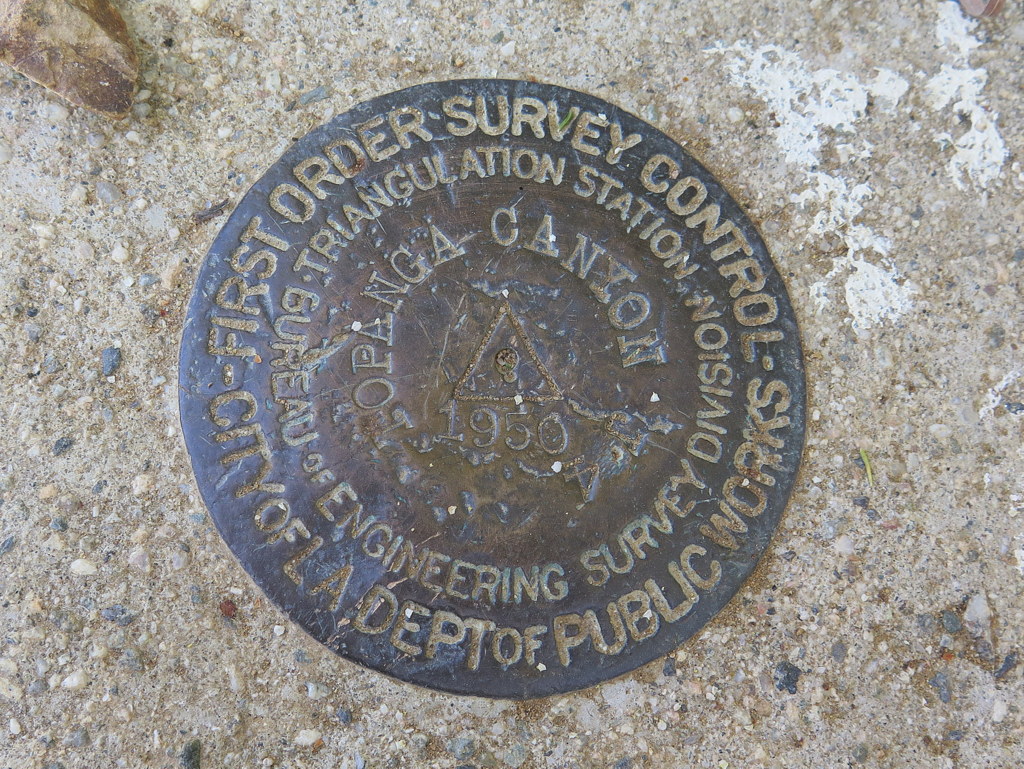 -FIRST ORDER SURVEY CONTROL-
CITY OF LA DEPT OF PUBLIC WORKS
TRIANGULATION STATION
BUREAU OF ENGINEERING SURVEY DIVISION
TOPANGA CANYON
1950